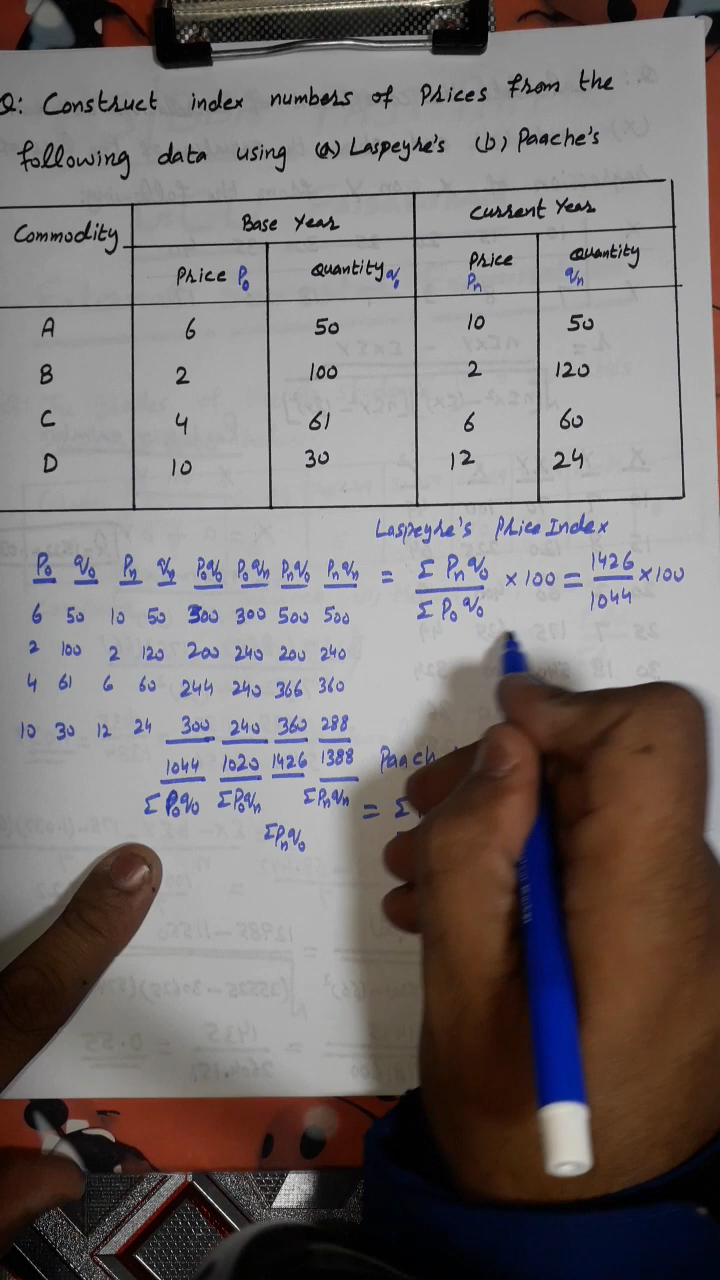 Q: Construct index numbers of Prices from the
following data using (a) Laspeyre's (b) Paache's
Commodity Base Year Current Year
Price P₀ Quantity q₀ Price Pₙ Quantity qₙ
A 6 50 10 50
B 2 100 2 120
C 4 61 6 60
D 10 30 12 24
Laspeyre's Price Index
P₀ q₀ Pₙ qₙ P₀q₀ P₀qₙ Pₙq₀ Pₙqₙ = Σ Pₙq₀ / Σ P₀q₀ × 100 = 1426 / 1044 × 100
6 50 10 50 300 300 500 500
2 100 2 120 200 240 200 240
4 61 6 60 244 240 366 360
10 30 12 24 300 240 360 288
1044 1020 1426 1388
ΣP₀q₀ ΣP₀qₙ ΣPₙqₙ = Σ
ΣPₙq₀